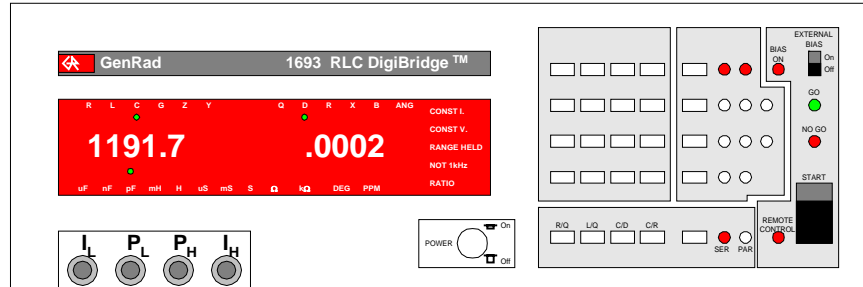 GenRad 1693 RLC DigiBridge TM
R L C G Z Y Q D R X B ANG
CONST I.
CONST V.
1191.7 .0002
RANGE HELD
NOT 1kHz
RATIO
uF nF pF mH H uS mS S Ω kΩ DEG PPM
IL PL PH IH
POWER
On
Off
EXTERNAL
BIAS
BIAS
ON
On
Off
GO
NO GO
START
R/Q L/Q C/D C/R
SER PAR
REMOTE
CONTROL